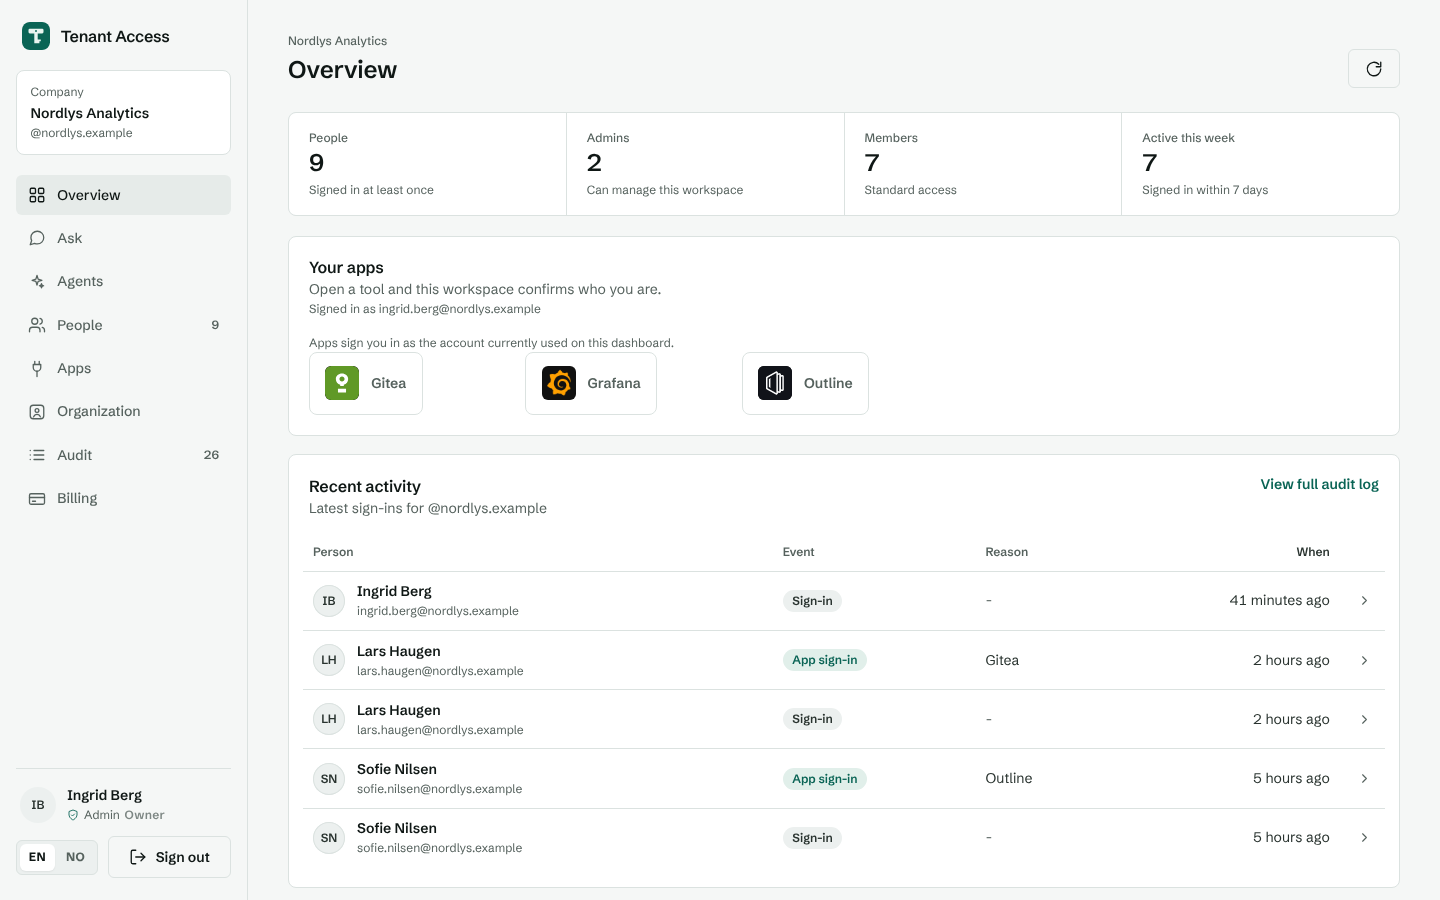 Tenant Access
Company
Nordlys Analytics
@nordlys.example
Overview
Ask
Agents
People 9
Apps
Organization
Audit 26
Billing
IB
Ingrid Berg
Admin Owner
EN NO
Sign out
Nordlys Analytics
Overview
People
9
Signed in at least once
Admins
2
Can manage this workspace
Members
7
Standard access
Active this week
7
Signed in within 7 days
Your apps
Open a tool and this workspace confirms who you are.
Signed in as ingrid.berg@nordlys.example
Apps sign you in as the account currently used on this dashboard.
Gitea
Grafana
Outline
Recent activity
View full audit log
Latest sign-ins for @nordlys.example
Person Event Reason When
IB Ingrid Berg
ingrid.berg@nordlys.example
Sign-in - 41 minutes ago
LH Lars Haugen
lars.haugen@nordlys.example
App sign-in Gitea 2 hours ago
LH Lars Haugen
lars.haugen@nordlys.example
Sign-in - 2 hours ago
SN Sofie Nilsen
sofie.nilsen@nordlys.example
App sign-in Outline 5 hours ago
SN Sofie Nilsen
sofie.nilsen@nordlys.example
Sign-in - 5 hours ago